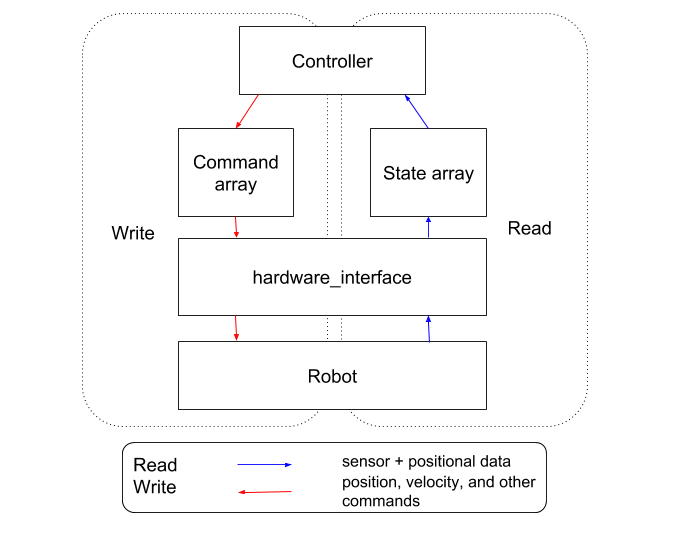 Controller
Command
array
State array
Write
Read
hardware_interface
Robot
Read
sensor + positional data
Write
position, velocity, and other
commands